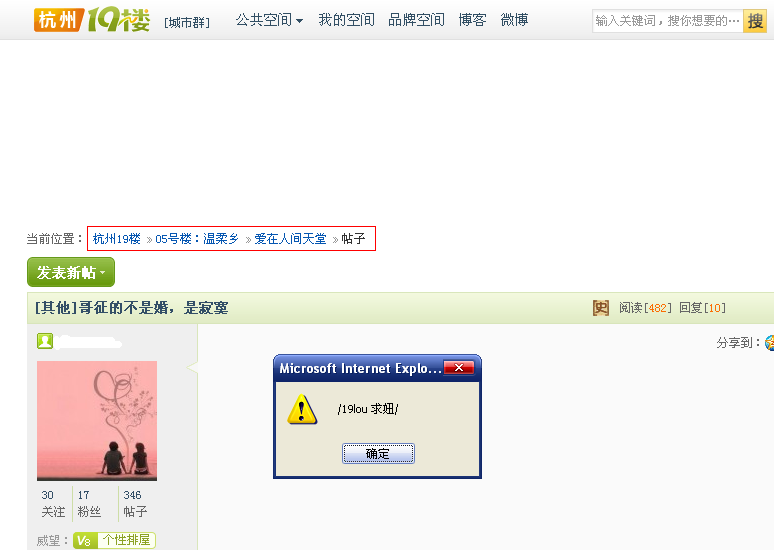 杭州19楼 [城市群] 公共空间 我的空间 品牌空间 博客 微博 输入关键词，搜你想要的… 搜
当前位置： 杭州19楼 » 05号楼：温柔乡 » 爱在人间天堂 » 帖子
发表新帖
[其他]哥征的不是婚，是寂寞 史 阅读[482] 回复[10]
分享到：
Microsoft Internet Explo...
/19lou 求妞/
确定
30 17 346
关注 粉丝 帖子
威望： VS 个性排屋